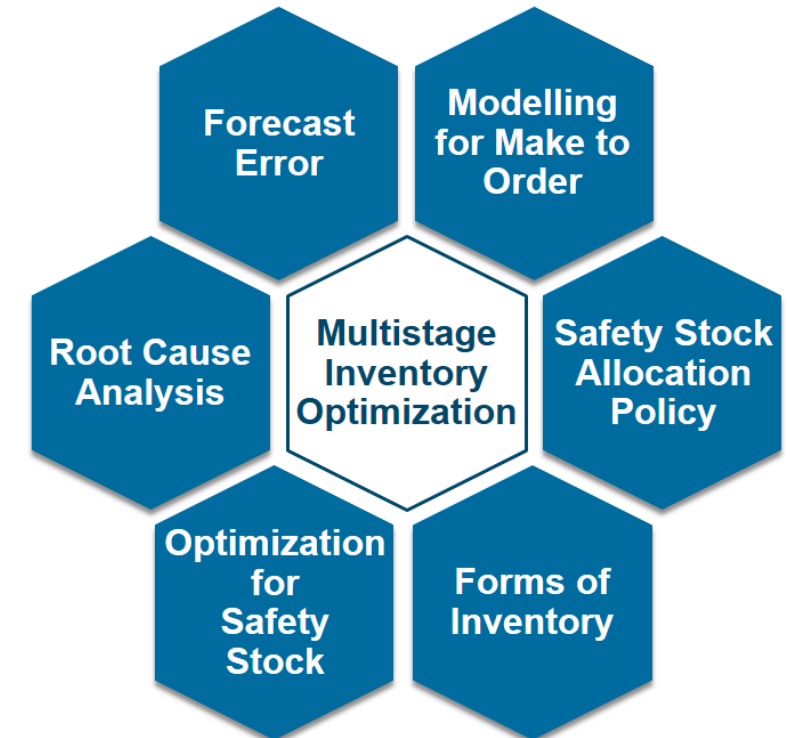 Forecast
Error
Modelling
for Make to
Order
Root Cause
Analysis
Multistage
Inventory
Optimization
Safety Stock
Allocation
Policy
Optimization
for
Safety
Stock
Forms of
Inventory